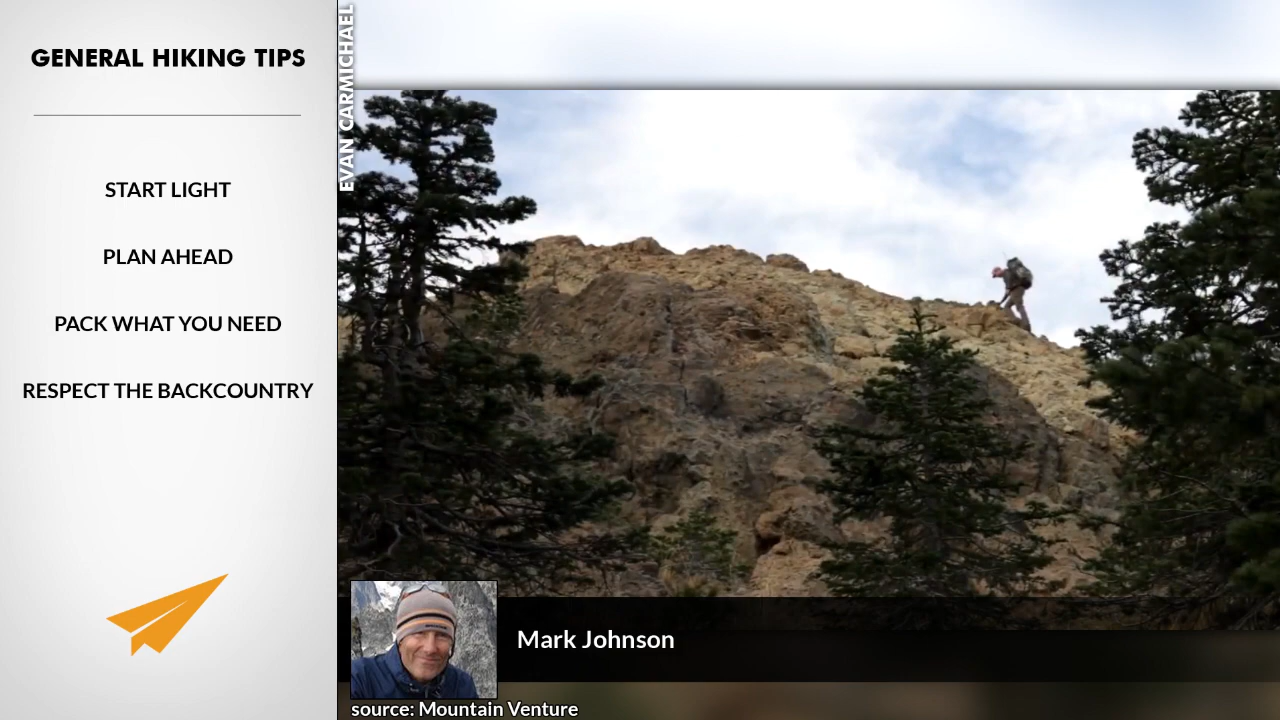 GENERAL HIKING TIPS
START LIGHT
PLAN AHEAD
PACK WHAT YOU NEED
RESPECT THE BACKCOUNTRY
EVAN CARMICHAEL
Mark Johnson
source: Mountain Venture